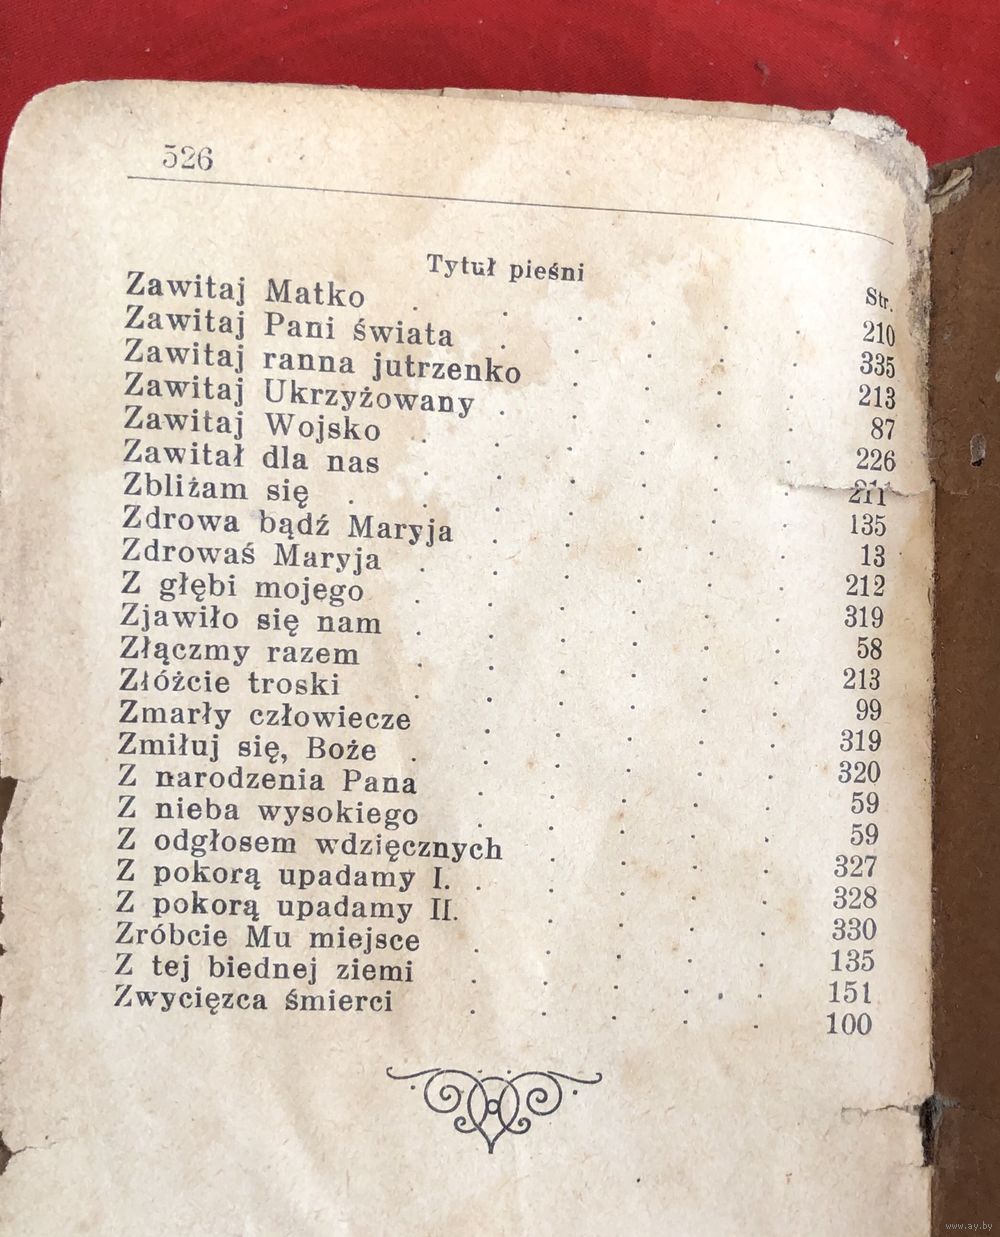 526
Tytuł pieśni Str.
Zawitaj Matko . . . . . . 210
Zawitaj Pani świata . . . . . 335
Zawitaj ranna jutrzenko . . . . 213
Zawitaj Ukrzyżowany . . . . . 87
Zawitaj Wojsko . . . . . . 226
Zawitał dla nas . . . . . . 211
Zbliżam się . . . . . . . 135
Zdrowa bądź Maryja . . . . . 13
Zdrowaś Maryja . . . . . . 212
Z głębi mojego . . . . . . 319
Zjawiło się nam . . . . . . 58
Złączmy razem . . . . . . 213
Złóżcie troski . . . . . . 99
Zmarły człowiecze . . . . . 319
Zmiłuj się, Boże . . . . . . 320
Z narodzenia Pana . . . . . 59
Z nieba wysokiego . . . . . 59
Z odgłosem wdzięcznych . . . . 327
Z pokorą upadamy I. . . . . . 328
Z pokorą upadamy II. . . . . 330
Zróbcie Mu miejsce . . . . . 135
Z tej biednej ziemi . . . . . 151
Zwycięzca śmierci . . . . . 100
www.ay.by